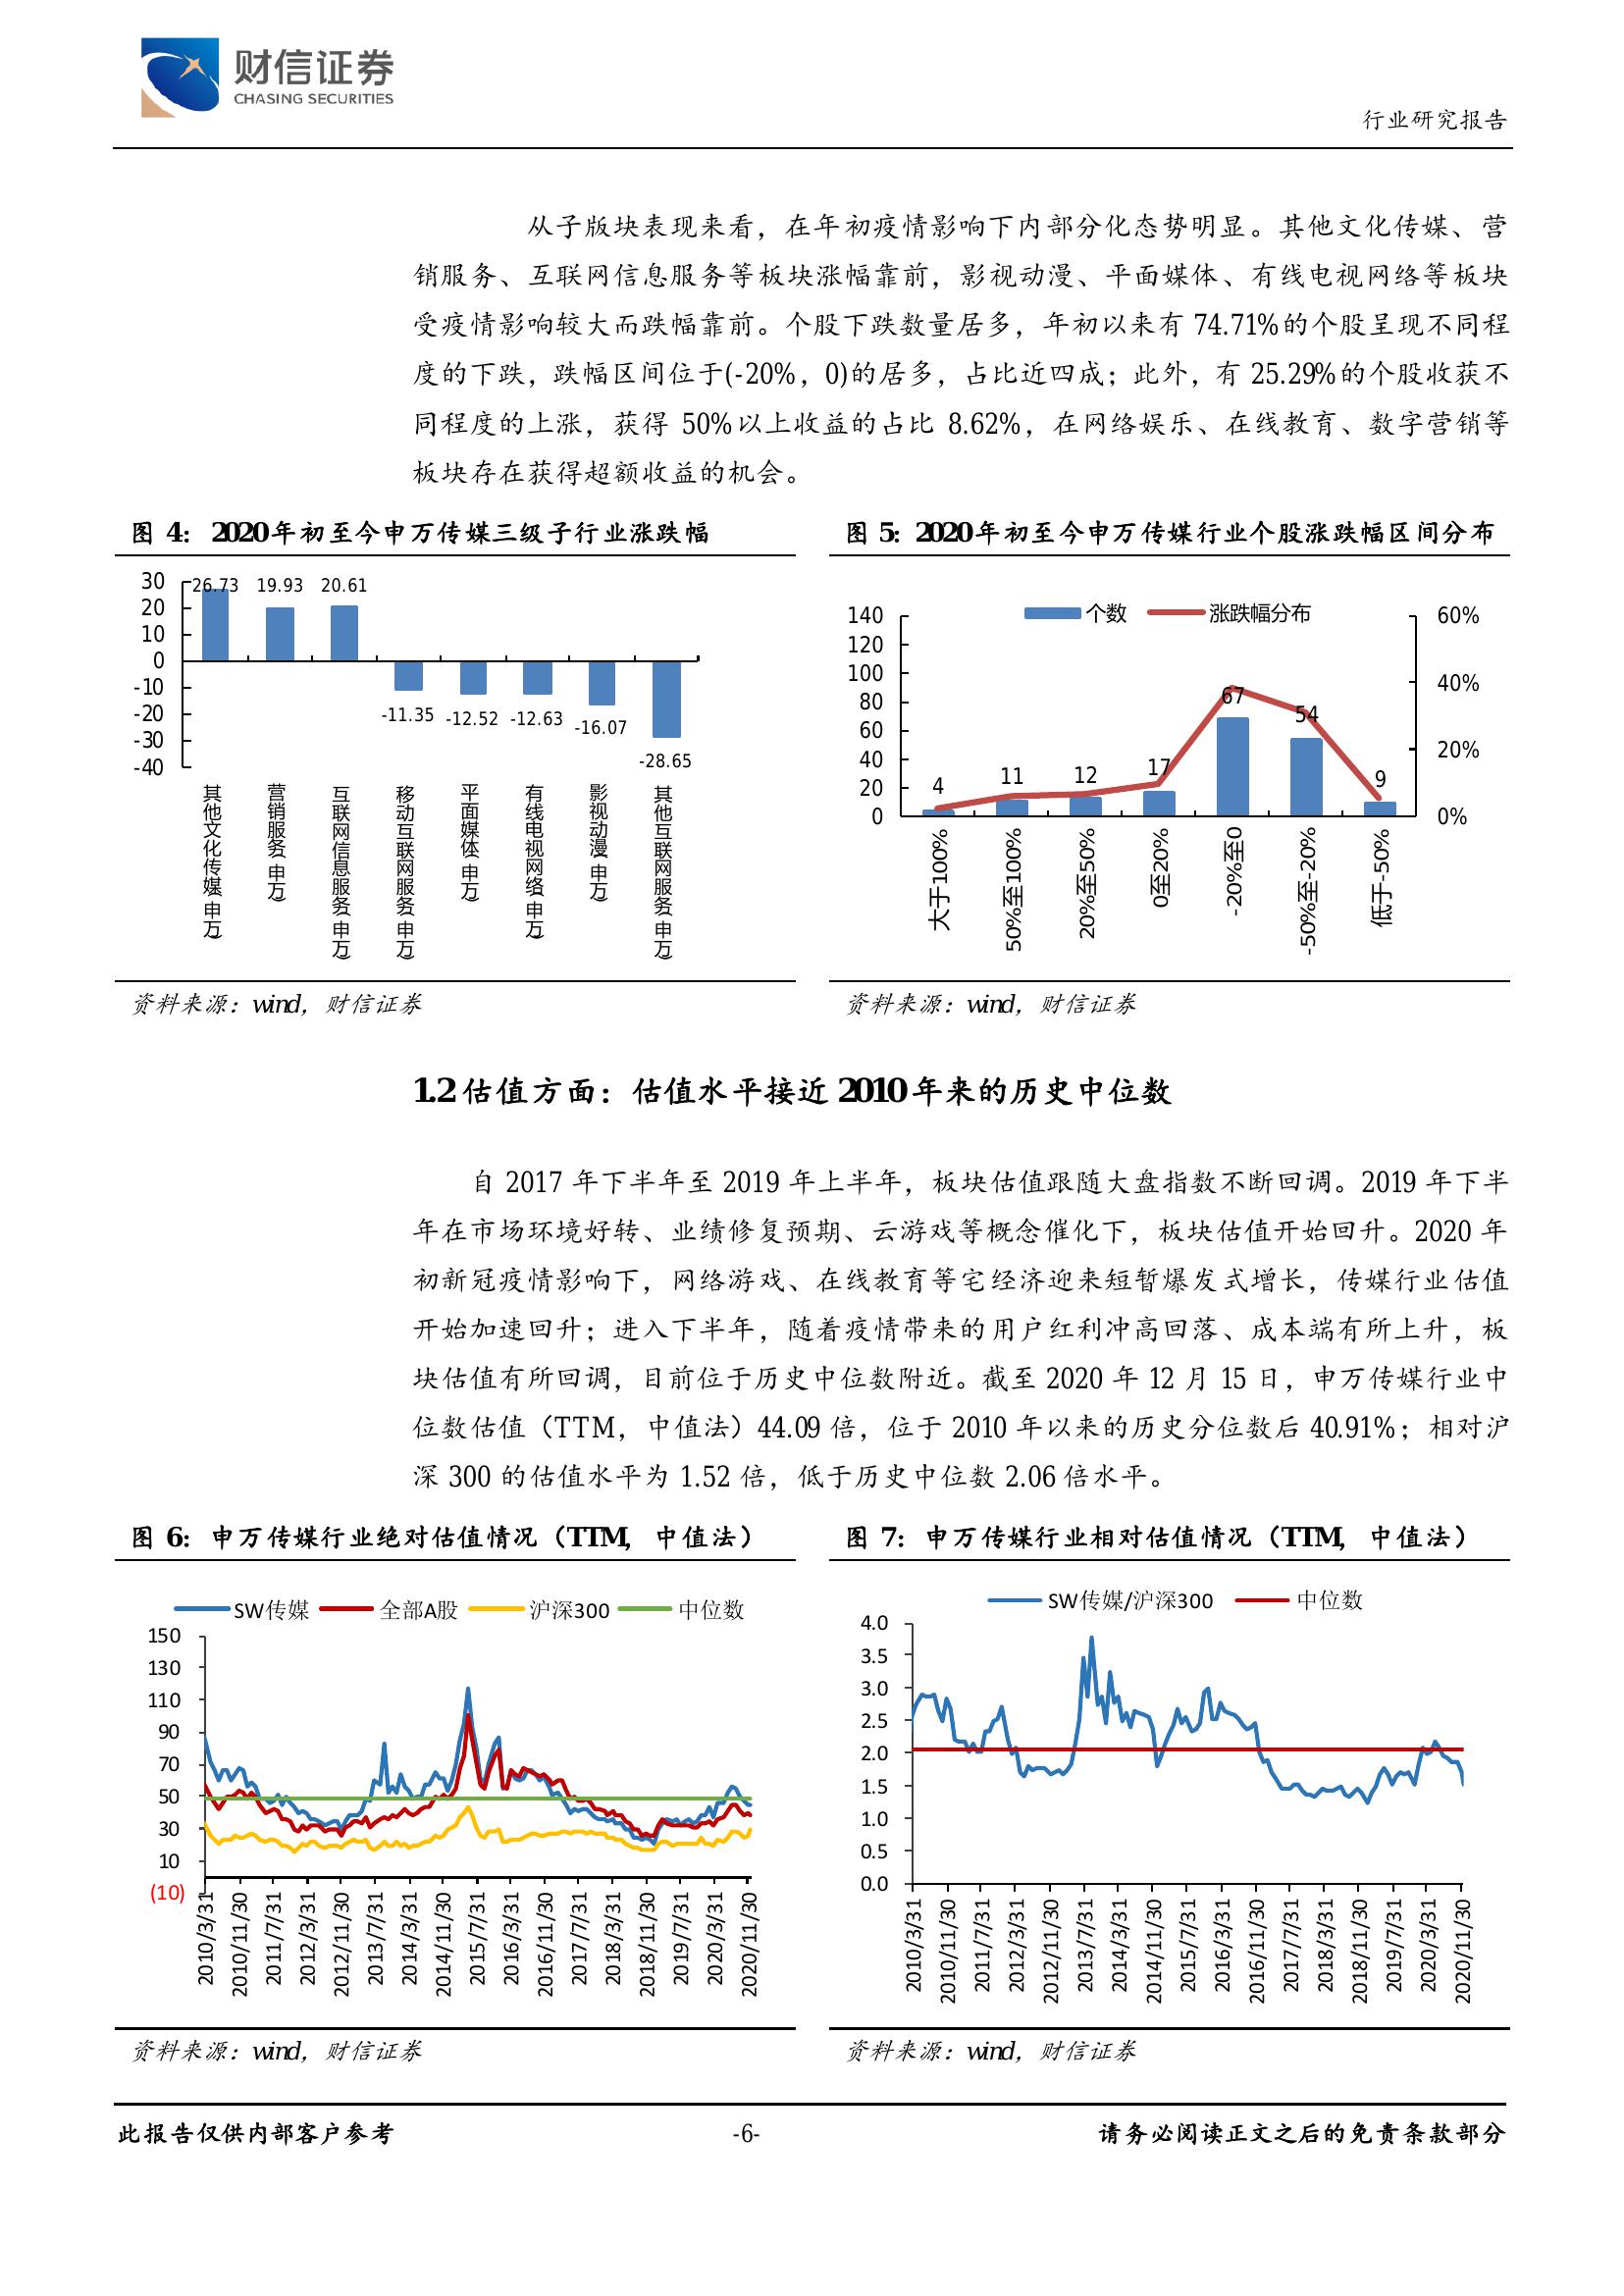 财信证券
CHASING SECURITIES
行业研究报告
从子版块表现来看，在年初疫情影响下内部分化态势明显。其他文化传媒、营
销服务、互联网信息服务等板块涨幅靠前，影视动漫、平面媒体、有线电视网络等板块
受疫情影响较大而跌幅靠前。个股下跌数量居多，年初以来有 74.71%的个股呈现不同程
度的下跌，跌幅区间位于(-20%，0)的居多，占比近四成；此外，有 25.29%的个股收获不
同程度的上涨，获得 50%以上收益的占比 8.62%，在网络娱乐、在线教育、数字营销等
板块存在获得超额收益的机会。
图 4：2020 年初至今申万传媒三级子行业涨跌幅
30
20
10
0
-10
-20
-30
-40
26.73
19.93
20.61
-11.35
-12.52
-12.63
-16.07
-28.65
其他文化传媒(申万)
营销服务(申万)
互联网信息服务(申万)
移动互联网服务(申万)
平面媒体(申万)
有线电视网络(申万)
影视动漫(申万)
其他互联网服务(申万)
资料来源：wind，财信证券
图 5：2020 年初至今申万传媒行业个股涨跌幅区间分布
个数
涨跌幅分布
140
120
100
80
60
40
20
0
60%
40%
20%
0%
4
11
12
17
67
54
9
大于100%
50%至100%
20%至50%
0至20%
-20%至0
-50%至-20%
低于-50%
资料来源：wind，财信证券
1.2 估值方面：估值水平接近 2010 年来的历史中位数
自 2017 年下半年至 2019 年上半年，板块估值跟随大盘指数不断回调。2019 年下半
年在市场环境好转、业绩修复预期、云游戏等概念催化下，板块估值开始回升。2020 年
初新冠疫情影响下，网络游戏、在线教育等宅经济迎来短暂爆发式增长，传媒行业估值
开始加速回升；进入下半年，随着疫情带来的用户红利冲高回落、成本端有所上升，板
块估值有所回调，目前位于历史中位数附近。截至 2020 年 12 月 15 日，申万传媒行业中
位数估值（TTM，中值法）44.09 倍，位于 2010 年以来的历史分位数后 40.91%；相对沪
深 300 的估值水平为 1.52 倍，低于历史中位数 2.06 倍水平。
图 6：申万传媒行业绝对估值情况（TTM，中值法）
SW传媒
全部A股
沪深300
中位数
150
130
110
90
70
50
30
10
(10)
2010/3/31
2010/11/30
2011/7/31
2012/3/31
2012/11/30
2013/7/31
2014/3/31
2014/11/30
2015/7/31
2016/3/31
2016/11/30
2017/7/31
2018/3/31
2018/11/30
2019/7/31
2020/3/31
2020/11/30
资料来源：wind，财信证券
图 7：申万传媒行业相对估值情况（TTM，中值法）
SW传媒/沪深300
中位数
4.0
3.5
3.0
2.5
2.0
1.5
1.0
0.5
0.0
2010/3/31
2010/11/30
2011/7/31
2012/3/31
2012/11/30
2013/7/31
2014/3/31
2014/11/30
2015/7/31
2016/3/31
2016/11/30
2017/7/31
2018/3/31
2018/11/30
2019/7/31
2020/3/31
2020/11/30
资料来源：wind，财信证券
此报告仅供内部客户参考
-6-
请务必阅读正文之后的免责条款部分